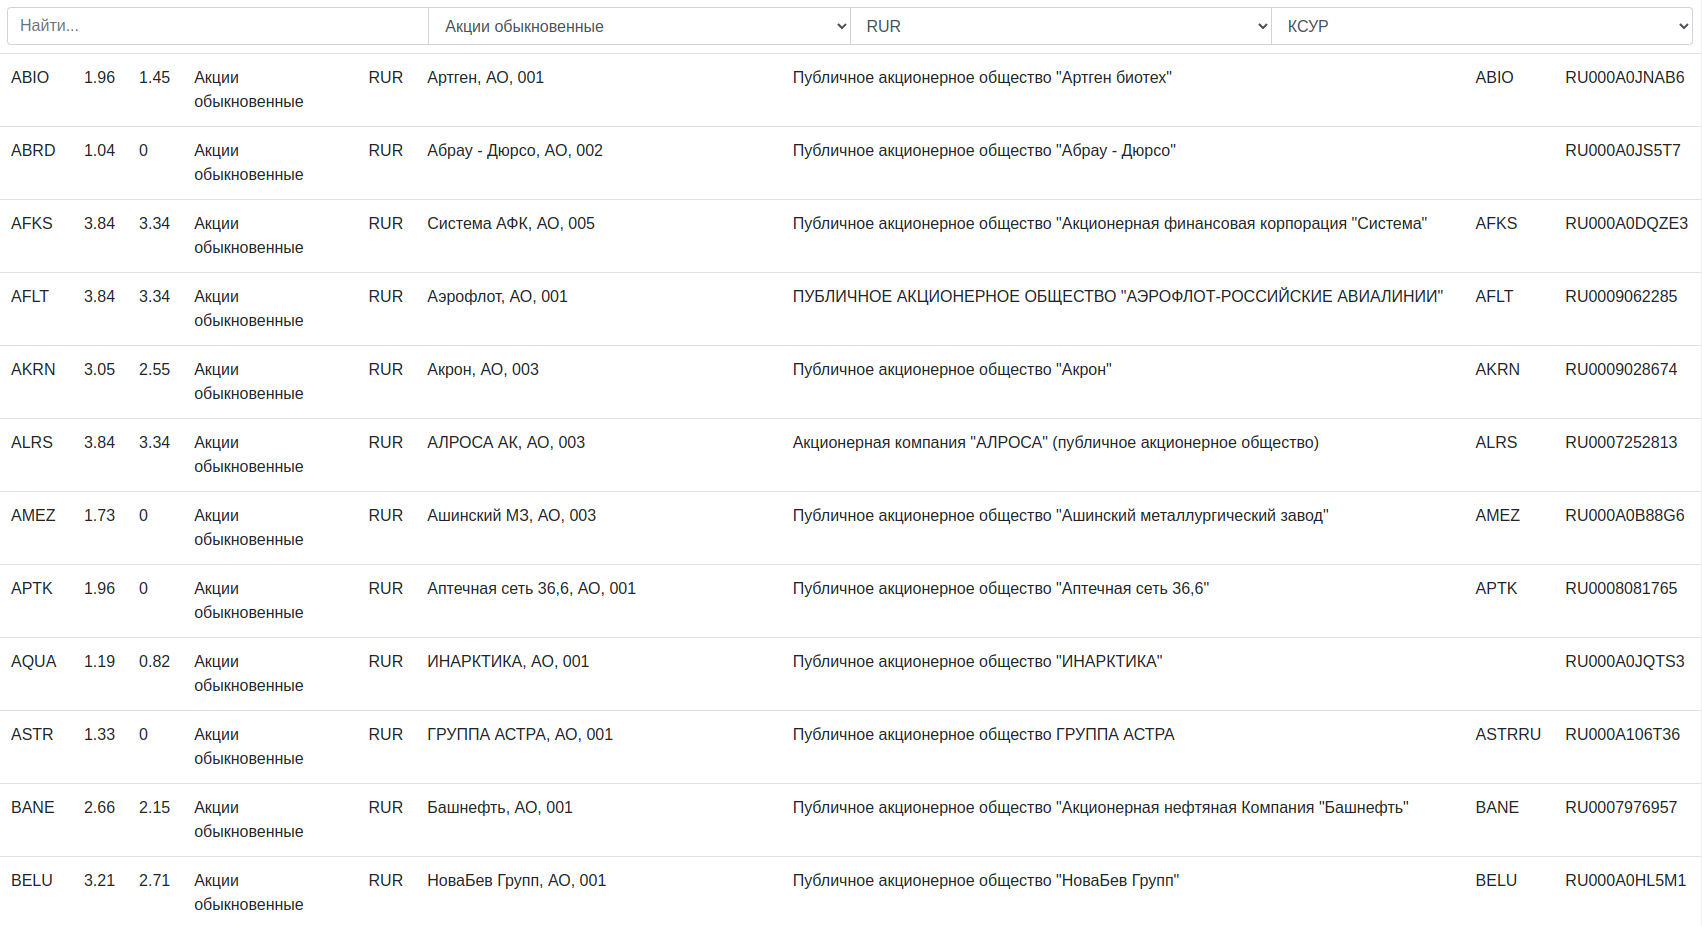 Найти... Акции обыкновенные RUR КСУР
ABIO 1.96 1.45 Акции обыкновенные RUR Артген, АО, 001 Публичное акционерное общество "Артген биотех" ABIO RU000A0JNAB6
ABRD 1.04 0 Акции обыкновенные RUR Абрау - Дюрсо, АО, 002 Публичное акционерное общество "Абрау - Дюрсо" RU000A0JS5T7
AFKS 3.84 3.34 Акции обыкновенные RUR Система АФК, АО, 005 Публичное акционерное общество "Акционерная финансовая корпорация "Система" AFKS RU000A0DQZE3
AFLT 3.84 3.34 Акции обыкновенные RUR Аэрофлот, АО, 001 ПУБЛИЧНОЕ АКЦИОНЕРНОЕ ОБЩЕСТВО "АЭРОФЛОТ-РОССИЙСКИЕ АВИАЛИНИИ" AFLT RU0009062285
AKRN 3.05 2.55 Акции обыкновенные RUR Акрон, АО, 003 Публичное акционерное общество "Акрон" AKRN RU0009028674
ALRS 3.84 3.34 Акции обыкновенные RUR АЛРОСА АК, АО, 003 Акционерная компания "АЛРОСА" (публичное акционерное общество) ALRS RU0007252813
AMEZ 1.73 0 Акции обыкновенные RUR Ашинский МЗ, АО, 003 Публичное акционерное общество "Ашинский металлургический завод" AMEZ RU000A0B88G6
APTK 1.96 0 Акции обыкновенные RUR Аптечная сеть 36,6, АО, 001 Публичное акционерное общество "Аптечная сеть 36,6" APTK RU0008081765
AQUA 1.19 0.82 Акции обыкновенные RUR ИНАРКТИКА, АО, 001 Публичное акционерное общество "ИНАРКТИКА" RU000A0JQTS3
ASTR 1.33 0 Акции обыкновенные RUR ГРУППА АСТРА, АО, 001 Публичное акционерное общество ГРУППА АСТРА ASTRRU RU000A106T36
BANE 2.66 2.15 Акции обыкновенные RUR Башнефть, АО, 001 Публичное акционерное общество "Акционерная нефтяная Компания "Башнефть" BANE RU0007976957
BELU 3.21 2.71 Акции обыкновенные RUR НоваБев Групп, АО, 001 Публичное акционерное общество "НоваБев Групп" BELU RU000A0HL5M1